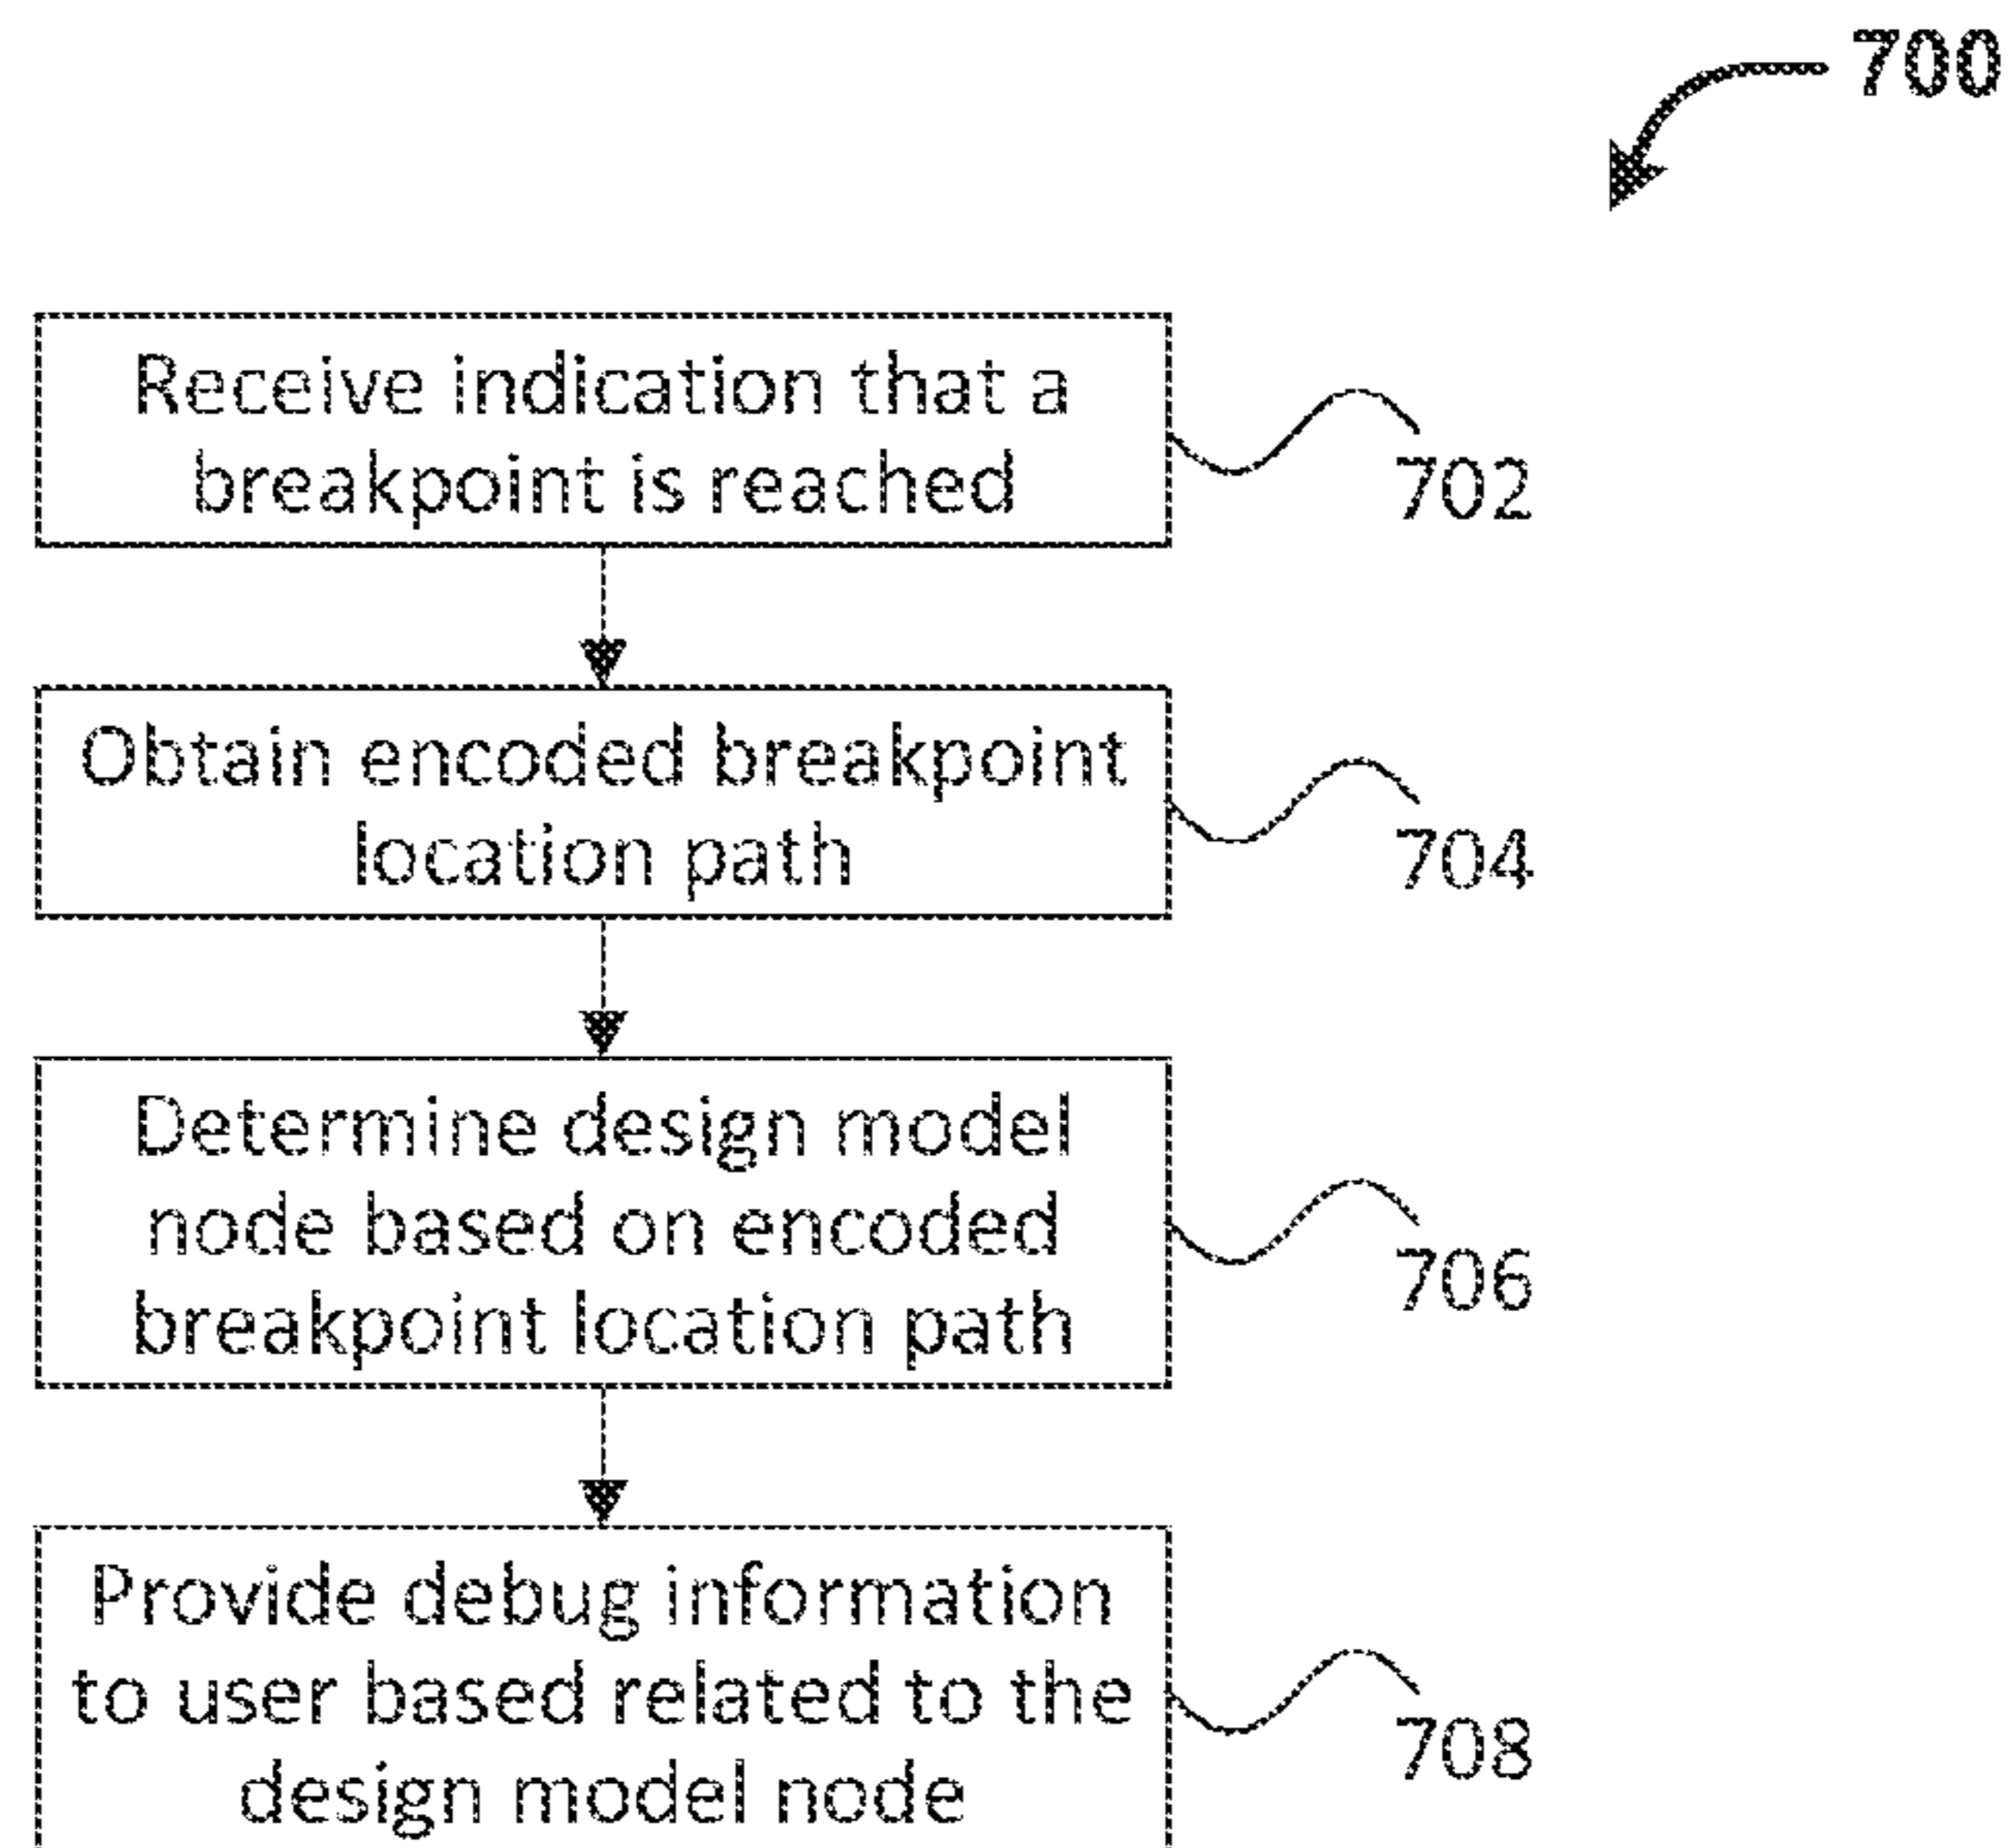 700
Receive indication that a
breakpoint is reached
702
Obtain encoded breakpoint
location path
704
Determine design model
node based on encoded
breakpoint location path
706
Provide debug information
to user based related to the
design model node
708